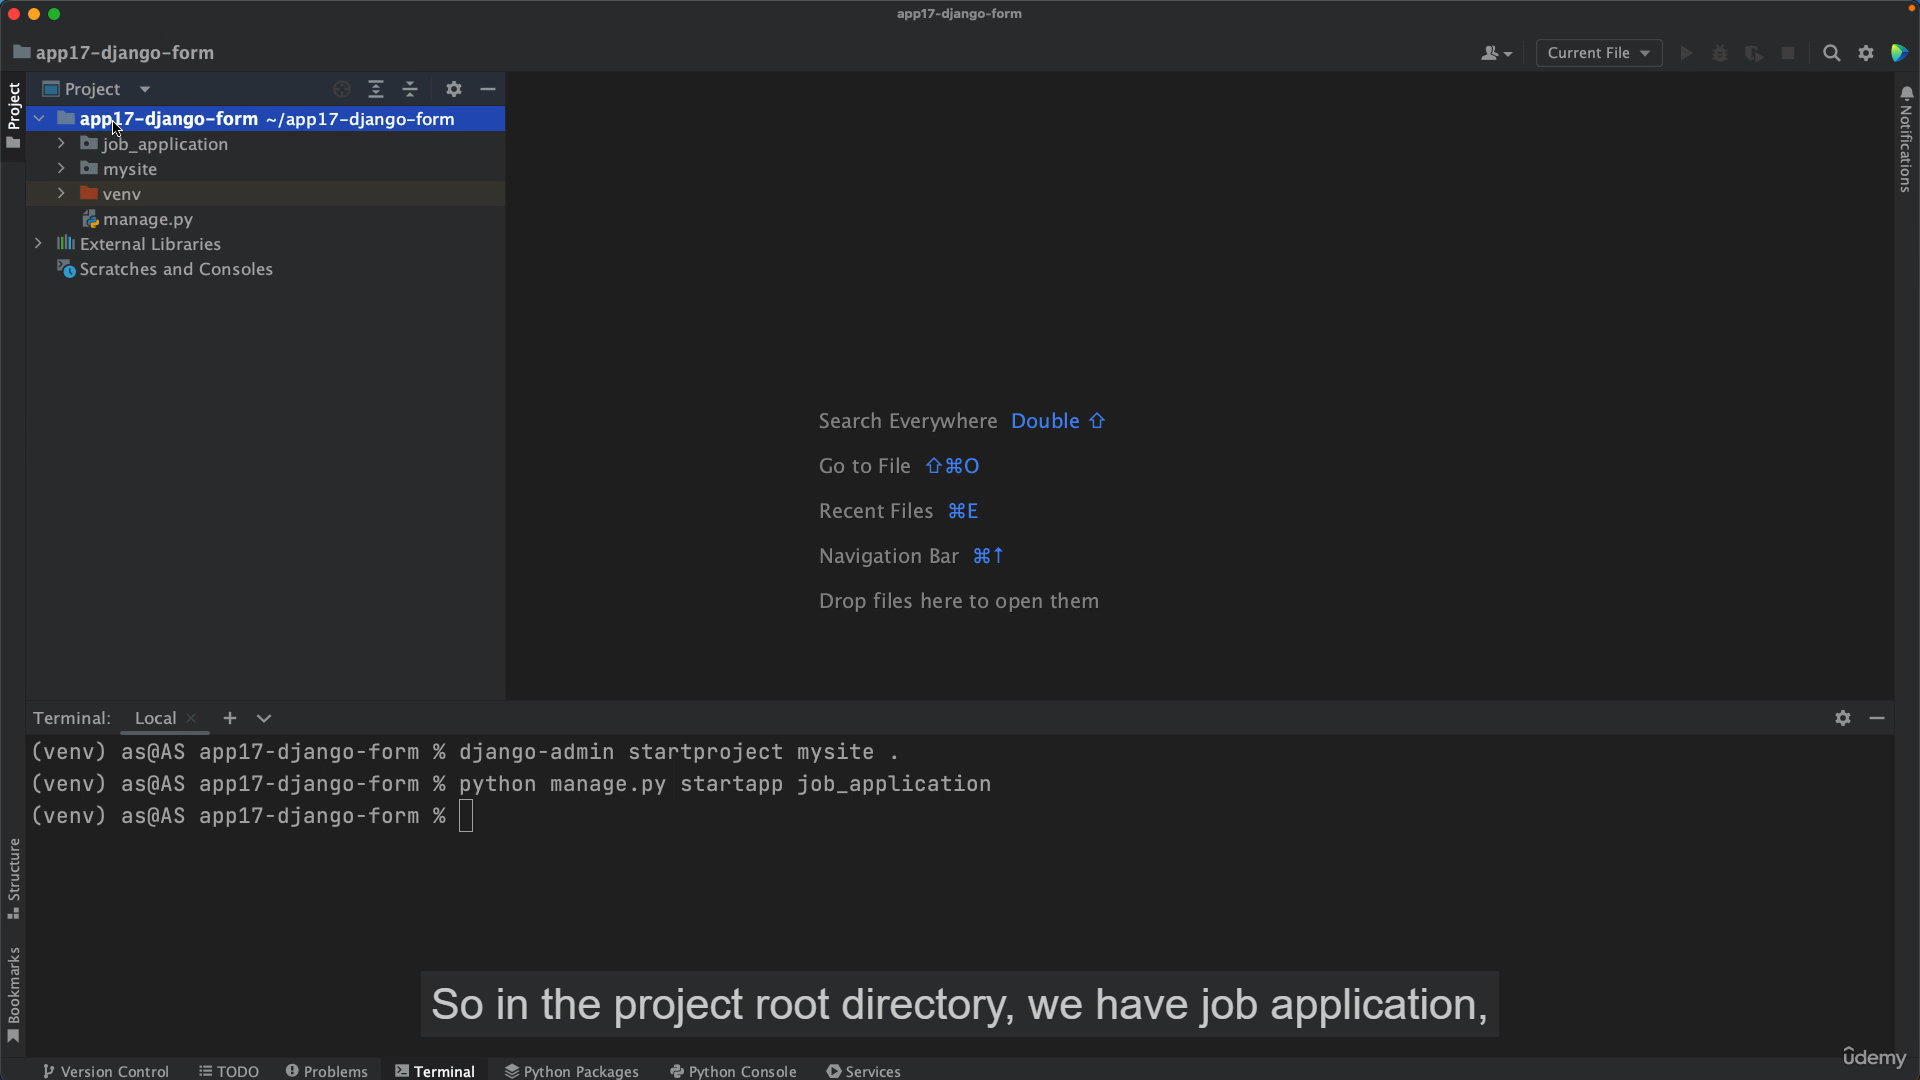 app17-django-form
app17-django-form
Current File
Project
Project
app17-django-form ~/app17-django-form
job_application
mysite
venv
manage.py
External Libraries
Scratches and Consoles
Notifications
Search Everywhere Double ⇧
Go to File ⇧⌘O
Recent Files ⌘E
Navigation Bar ⌘↑
Drop files here to open them
Terminal: Local
(venv) as@AS app17-django-form % django-admin startproject mysite .
(venv) as@AS app17-django-form % python manage.py startapp job_application
(venv) as@AS app17-django-form %
Structure
Bookmarks
So in the project root directory, we have job application,
udemy
Version Control TODO Problems Terminal Python Packages Python Console Services